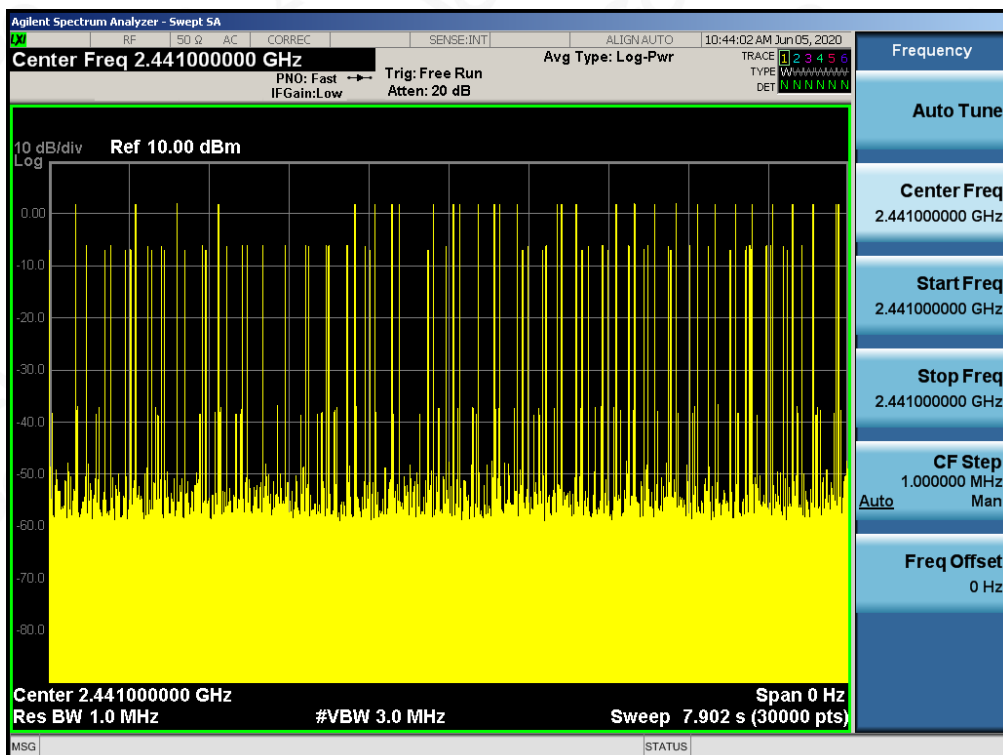 Agilent Spectrum Analyzer - Swept SA
LXI RF 50 Ω AC CORREC SENSE:INT ALIGN AUTO 10:44:02 AM Jun 05, 2020
Center Freq 2.441000000 GHz
PNO: Fast
IFGain:Low
Trig: Free Run
Atten: 20 dB
Avg Type: Log-Pwr
TRACE 1 2 3 4 5 6
TYPE WWWWWW
DET N N N N N N
10 dB/div Ref 10.00 dBm
Log
0.00
-10.0
-20.0
-30.0
-40.0
-50.0
-60.0
-70.0
-80.0
Center 2.441000000 GHz Span 0 Hz
Res BW 1.0 MHz #VBW 3.0 MHz Sweep 7.902 s (30000 pts)
MSG STATUS
Frequency
Auto Tune
Center Freq
2.441000000 GHz
Start Freq
2.441000000 GHz
Stop Freq
2.441000000 GHz
CF Step
1.000000 MHz
Auto Man
Freq Offset
0 Hz